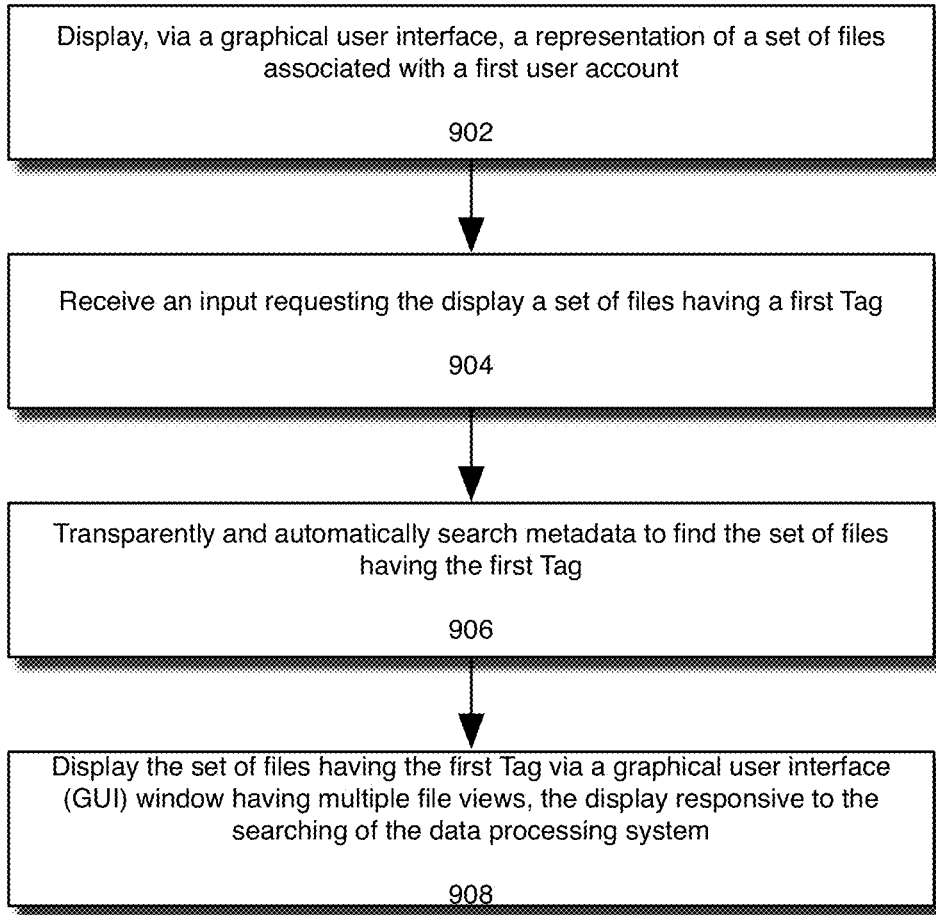 Display, via a graphical user interface, a representation of a set of files
associated with a first user account
902
Receive an input requesting the display a set of files having a first Tag
904
Transparently and automatically search metadata to find the set of files
having the first Tag
906
Display the set of files having the first Tag via a graphical user interface
(GUI) window having multiple file views, the display responsive to the
searching of the data processing system
908